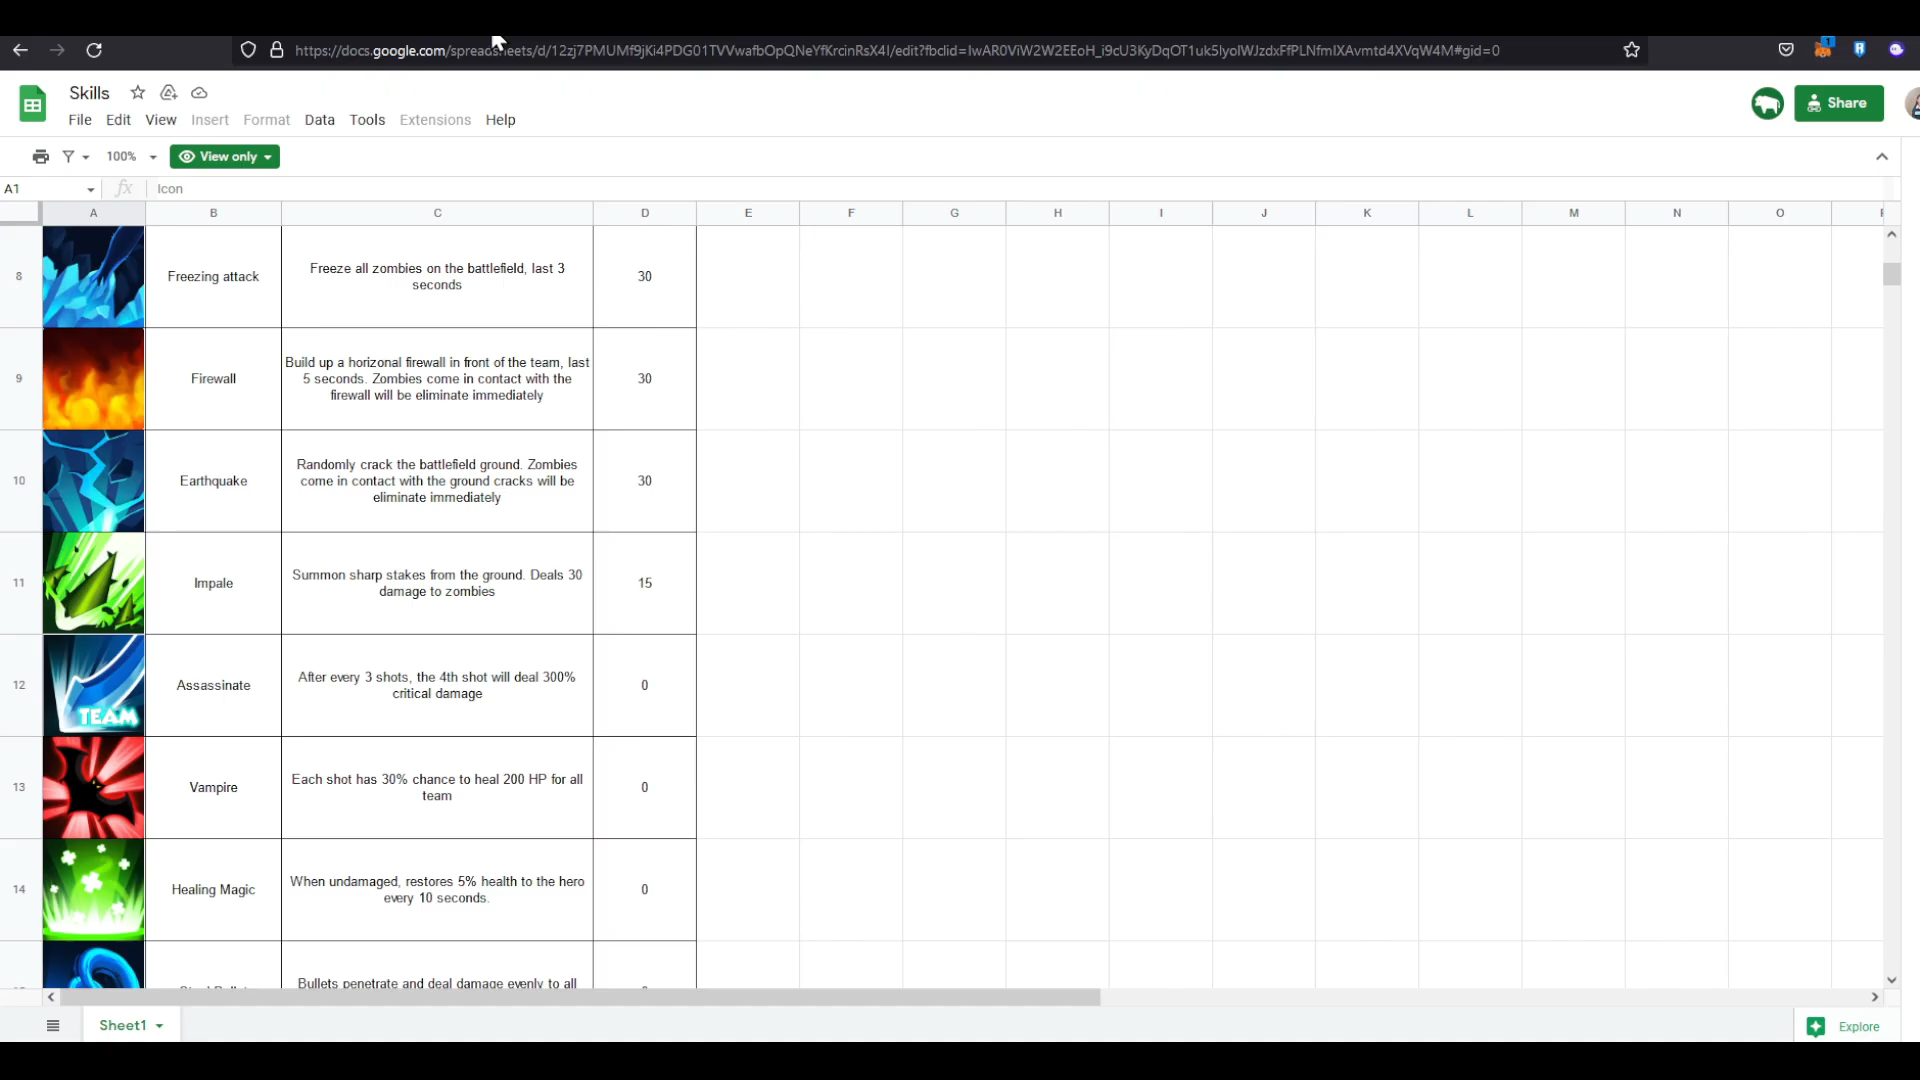 https://docs.google.com/spreadsheets/d/12zj7PMUMf9jKi4PDG01TVVwafbOpQNeYfKrcinRsX4I/edit?fbclid=IwAR0ViW2W2EEoH_i9cU3KyDqOT1uk5IyolWJzdxFfPLNfmIXAvmtd4XVqW4M#gid=0
1
Skills
File Edit View Insert Format Data Tools Extensions Help
Share
100% View only
A1 fx Icon
A B C D E F G H I J K L M N O
8 Freezing attack Freeze all zombies on the battlefield, last 3 30
seconds
9 Firewall Build up a horizonal firewall in front of the team, last 30
5 seconds. Zombies come in contact with the
firewall will be eliminate immediately
10 Earthquake Randomly crack the battlefield ground. Zombies 30
come in contact with the ground cracks will be
eliminate immediately
11 Impale Summon sharp stakes from the ground. Deals 30 15
damage to zombies
12 Assassinate After every 3 shots, the 4th shot will deal 300% 0
critical damage
TEAM
13 Vampire Each shot has 30% chance to heal 200 HP for all 0
team
14 Healing Magic When undamaged, restores 5% health to the hero 0
every 10 seconds.
Bullets penetrate and deal damage evenly to all
Sheet1
Explore